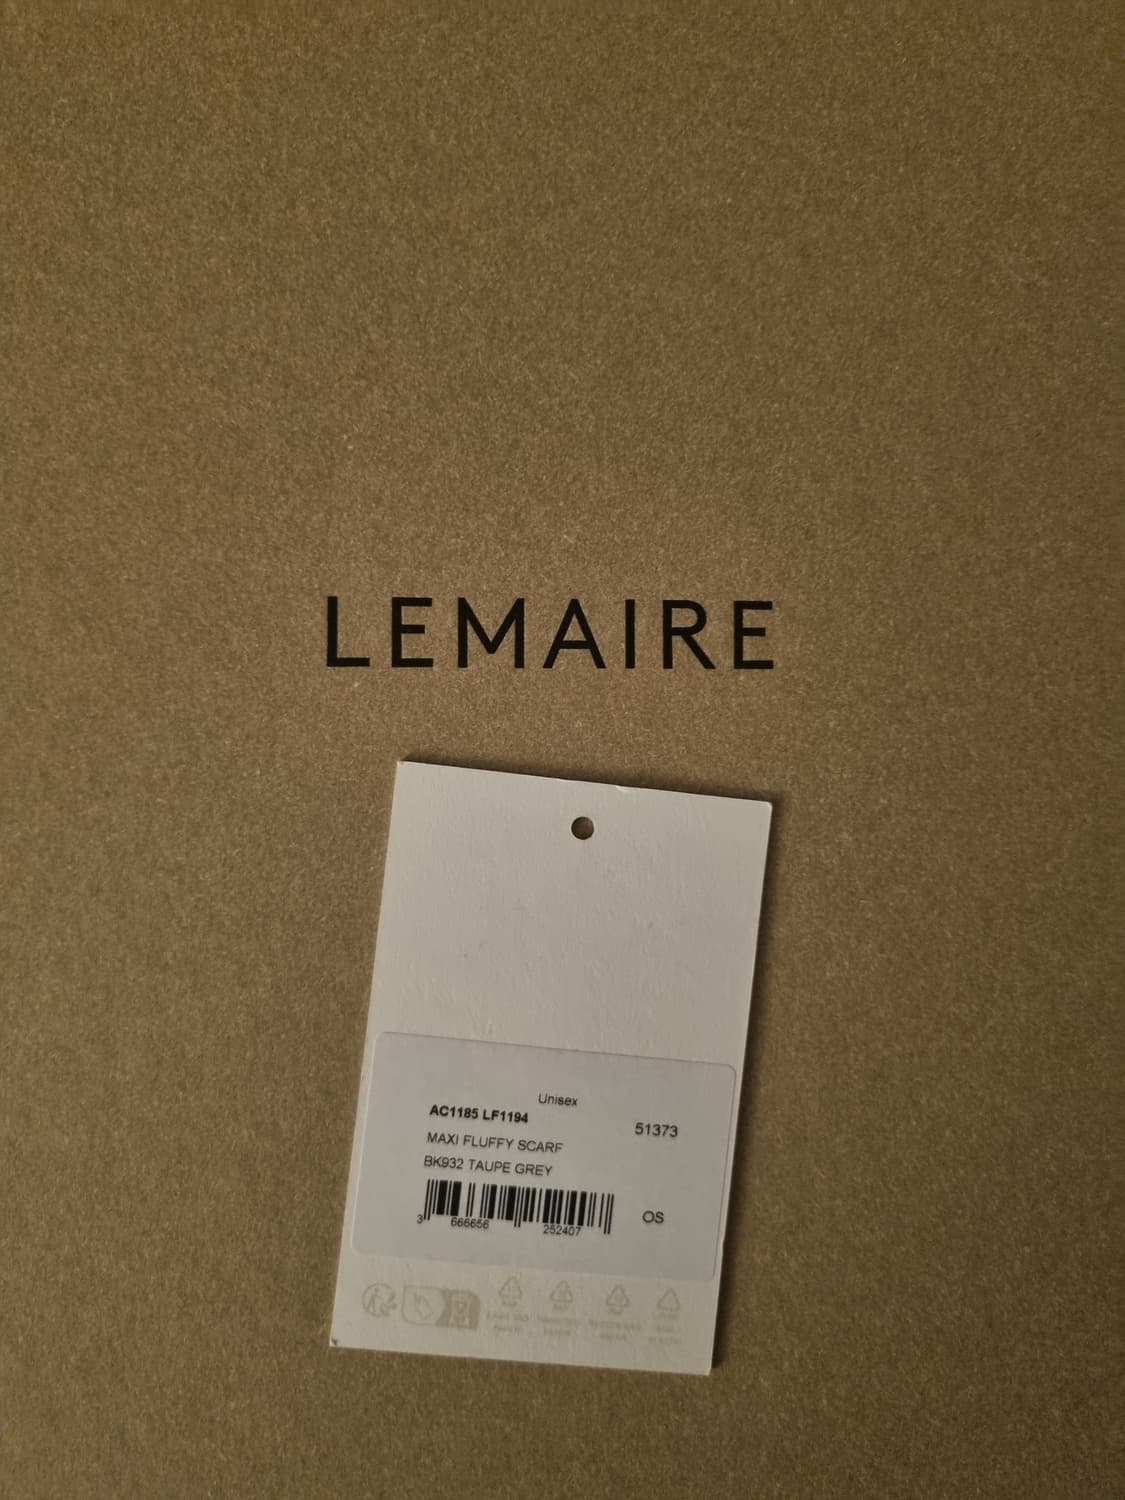 LEMAIRE
Unisex
AC1185 LF1194
51373
MAXI FLUFFY SCARF
BK932 TAUPE GREY
OS
3 666656 252407